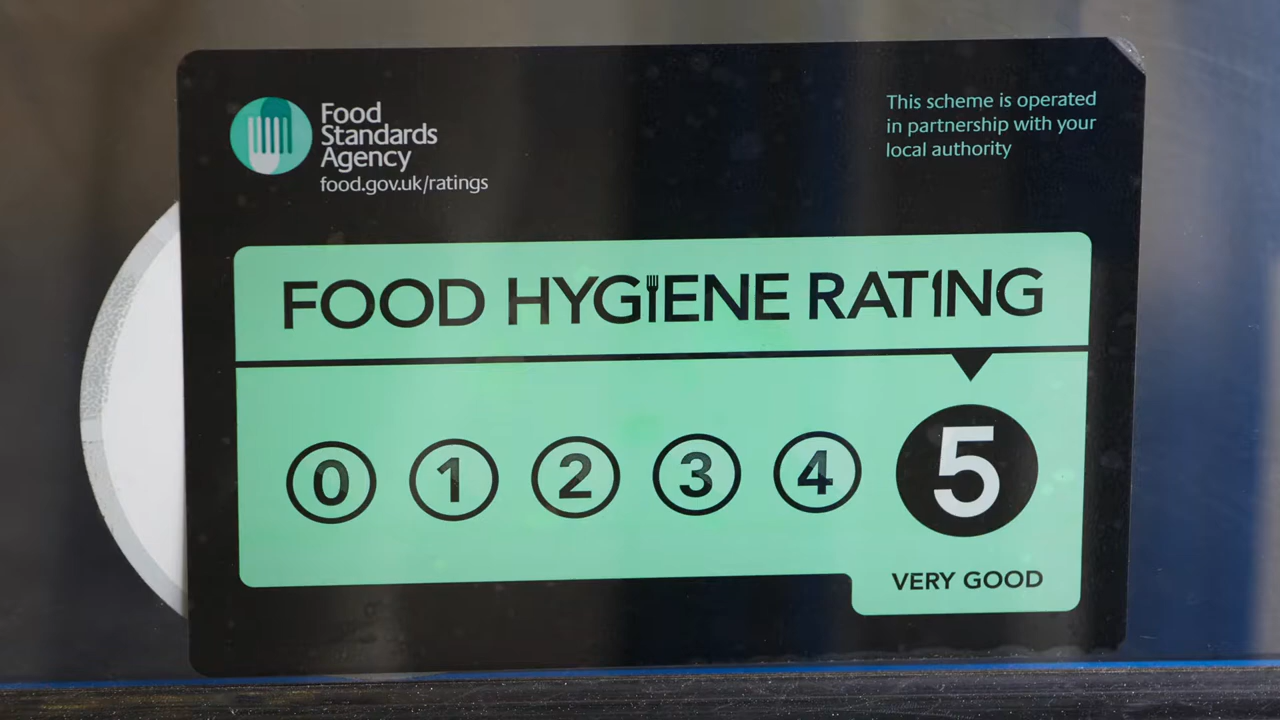 Food
Standards
Agency
food.gov.uk/ratings
This scheme is operated
in partnership with your
local authority
FOOD HYGIENE RATING
0 1 2 3 4 5
VERY GOOD